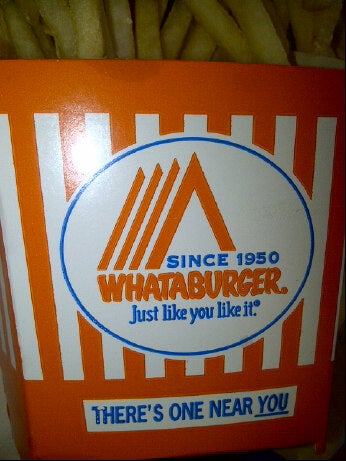 SINCE 1950
WHATABURGER®
Just like you like it.®
THERE'S ONE NEAR YOU